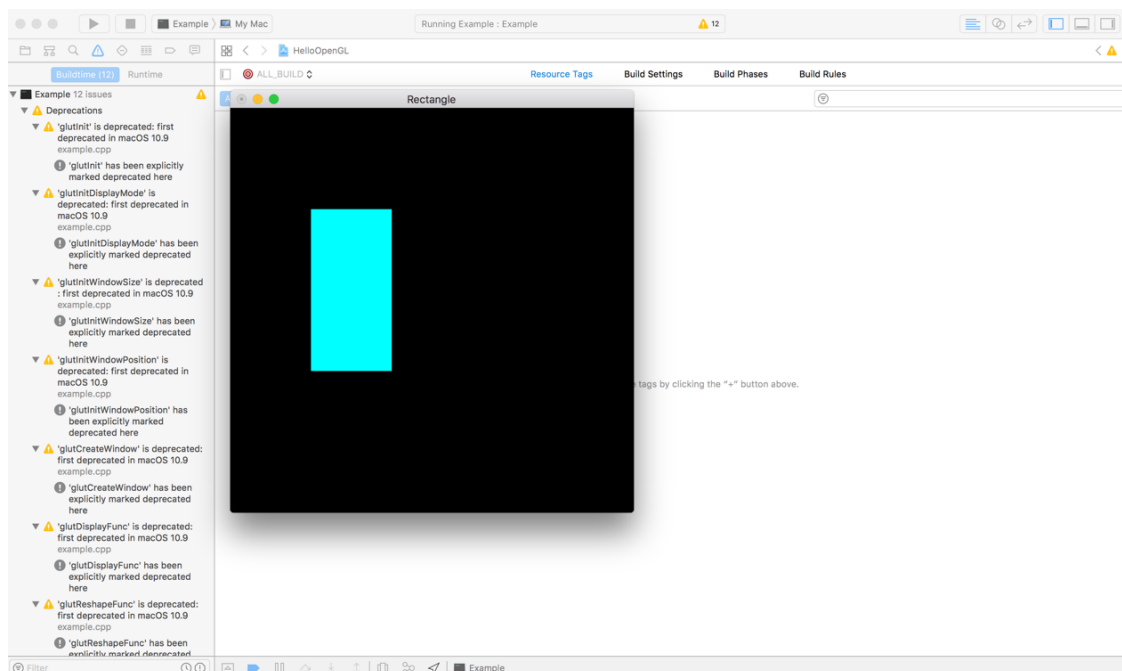 Example
My Mac
Running Example : Example
12
HelloOpenGL
Buildtime (12)
Runtime
ALL_BUILD
Resource Tags
Build Settings
Build Phases
Build Rules
Example 12 issues
Deprecations
'glutInit' is deprecated: first
deprecated in macOS 10.9
example.cpp
'glutInit' has been explicitly
marked deprecated here
'glutInitDisplayMode' is
deprecated: first deprecated in
macOS 10.9
example.cpp
'glutInitDisplayMode' has been
explicitly marked deprecated
here
'glutInitWindowSize' is deprecated
: first deprecated in macOS 10.9
example.cpp
'glutInitWindowSize' has been
explicitly marked deprecated
here
'glutInitWindowPosition' is
deprecated: first deprecated in
macOS 10.9
example.cpp
'glutInitWindowPosition' has
been explicitly marked
deprecated here
'glutCreateWindow' is deprecated:
first deprecated in macOS 10.9
example.cpp
'glutCreateWindow' has been
explicitly marked deprecated
here
'glutDisplayFunc' is deprecated:
first deprecated in macOS 10.9
example.cpp
'glutDisplayFunc' has been
explicitly marked deprecated
here
'glutReshapeFunc' is deprecated:
first deprecated in macOS 10.9
example.cpp
'glutReshapeFunc' has been
explicitly marked deprecated
Filter
Rectangle
tags by clicking the "+" button above.
Example